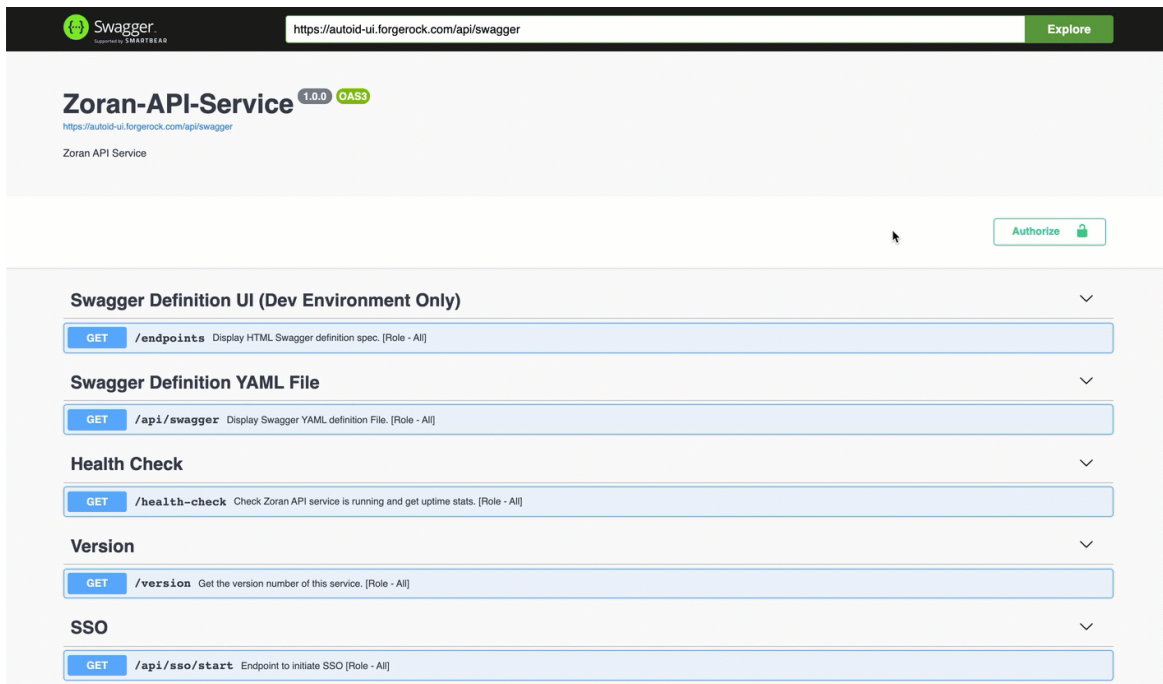 Swagger.
Supported by SMARTBEAR
https://autoid-ui.forgerock.com/api/swagger
Explore
Zoran-API-Service 1.0.0 OAS3
https://autoid-ui.forgerock.com/api/swagger
Zoran API Service
Authorize
Swagger Definition UI (Dev Environment Only)
GET /endpoints Display HTML Swagger definition spec. [Role - All]
Swagger Definition YAML File
GET /api/swagger Display Swagger YAML definition File. [Role - All]
Health Check
GET /health-check Check Zoran API service is running and get uptime stats. [Role - All]
Version
GET /version Get the version number of this service. [Role - All]
SSO
GET /api/sso/start Endpoint to initiate SSO [Role - All]